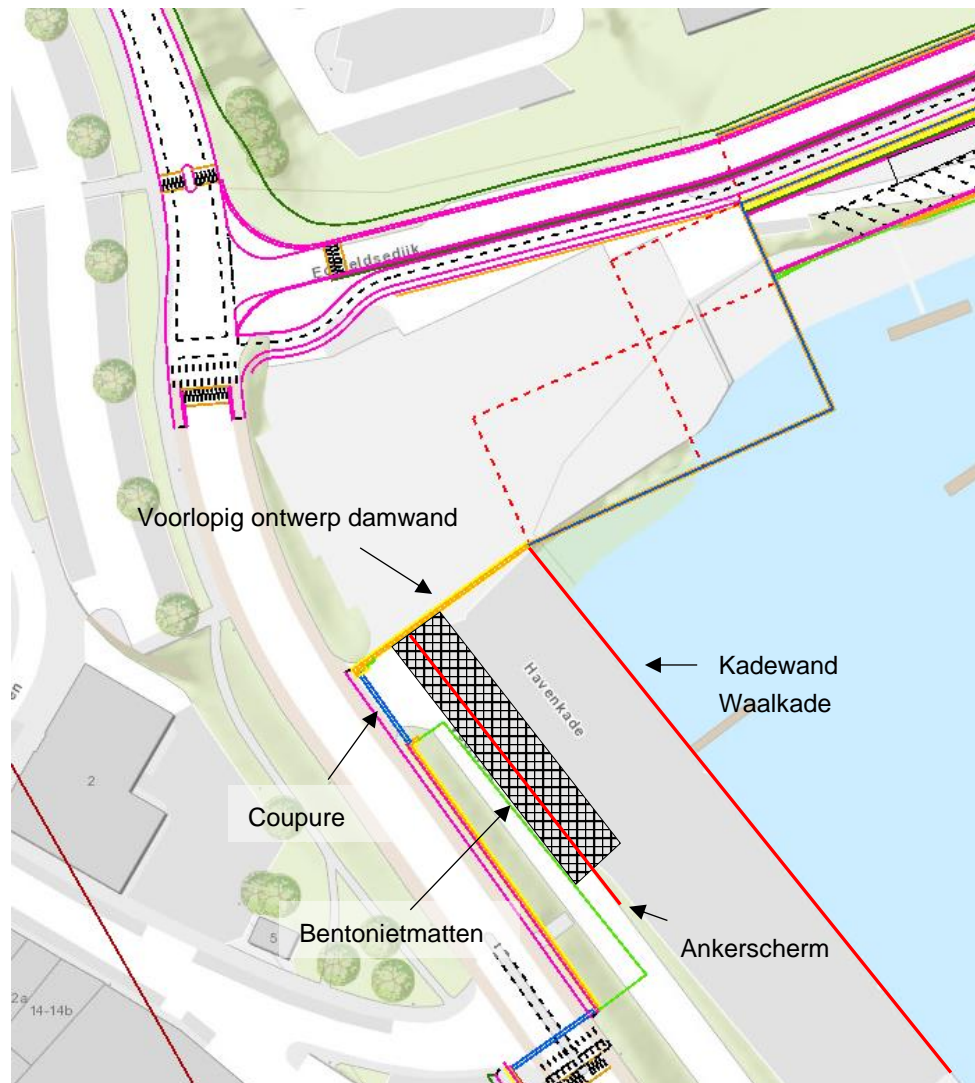 Voorlopig ontwerp damwand
Havenkade
Kadewand
Waalkade
2
Coupure
Bentonietmatten
5
Ankerscherm
2a
14-14b